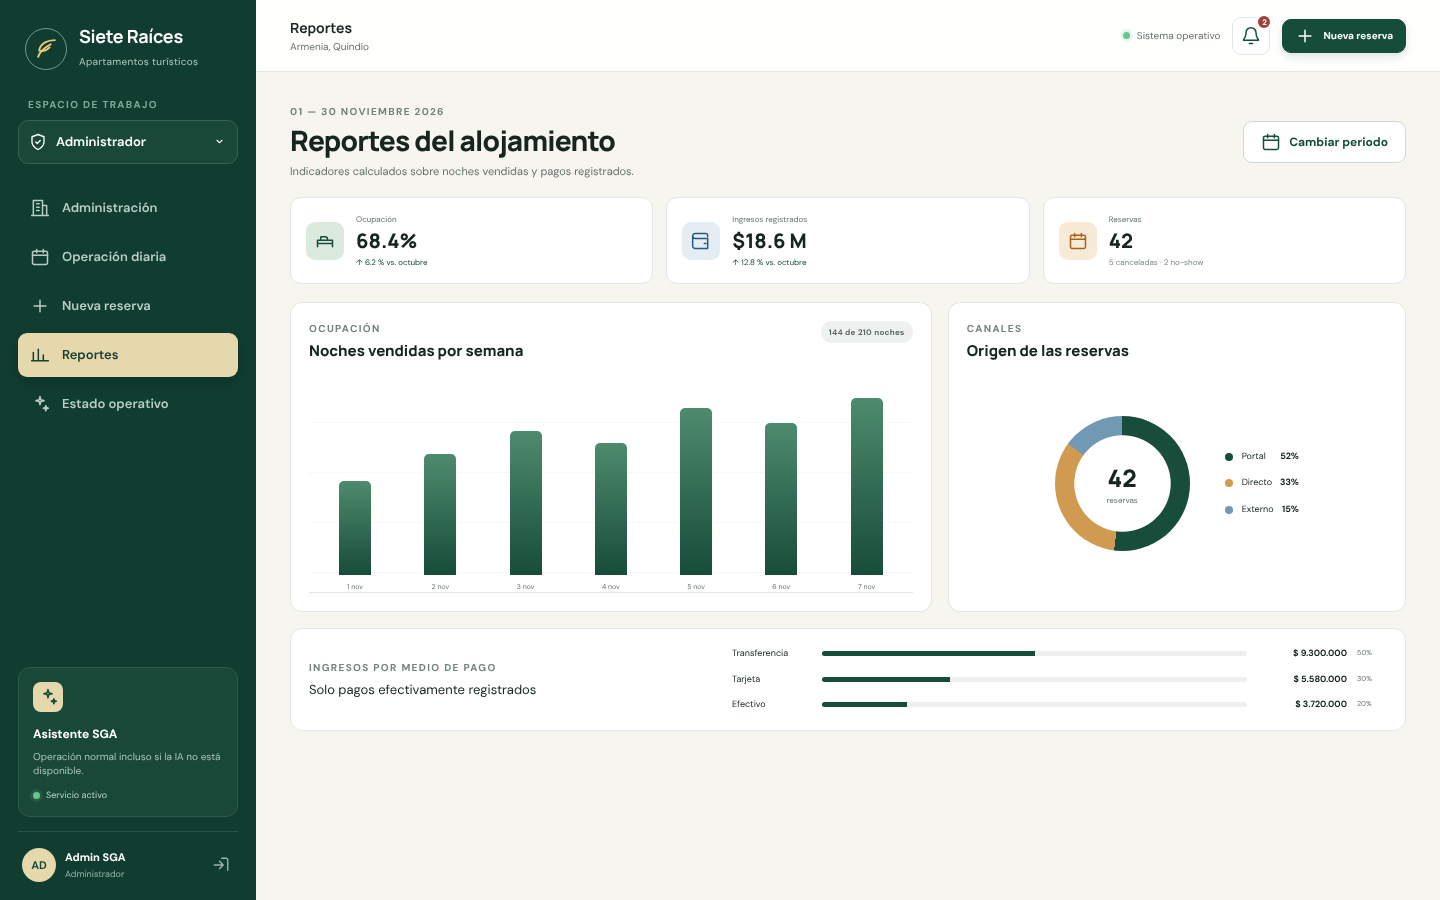 Siete Raíces
Apartamentos turísticos
ESPACIO DE TRABAJO
Administrador
Administración
Operación diaria
Nueva reserva
Reportes
Estado operativo
Asistente SGA
Operación normal incluso si la IA no está
disponible.
Servicio activo
AD
Admin SGA
Administrador
Reportes
Armenia, Quindío
Sistema operativo
2
Nueva reserva
01 — 30 NOVIEMBRE 2026
Reportes del alojamiento
Indicadores calculados sobre noches vendidas y pagos registrados.
Cambiar periodo
Ocupación
68.4%
↑ 6.2 % vs. octubre
Ingresos registrados
$18.6 M
↑ 12.8 % vs. octubre
Reservas
42
5 canceladas · 2 no-show
OCUPACIÓN
Noches vendidas por semana
144 de 210 noches
1 nov
2 nov
3 nov
4 nov
5 nov
6 nov
7 nov
CANALES
Origen de las reservas
42
reservas
Portal 52%
Directo 33%
Externo 15%
INGRESOS POR MEDIO DE PAGO
Solo pagos efectivamente registrados
Transferencia $ 9.300.000 50%
Tarjeta $ 5.580.000 30%
Efectivo $ 3.720.000 20%